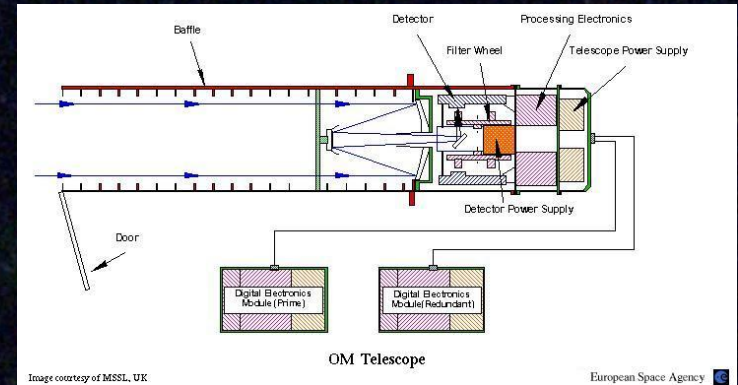 Detector
Processing Electronics
Baffle
Filter Wheel
Telescope Power Supply
Detector Power Supply
Door
Digital Electronics
Module (Prime)
Digital Electronics
Module(Redundant)
OM Telescope
Image courtesy of MSSL, UK
European Space Agency